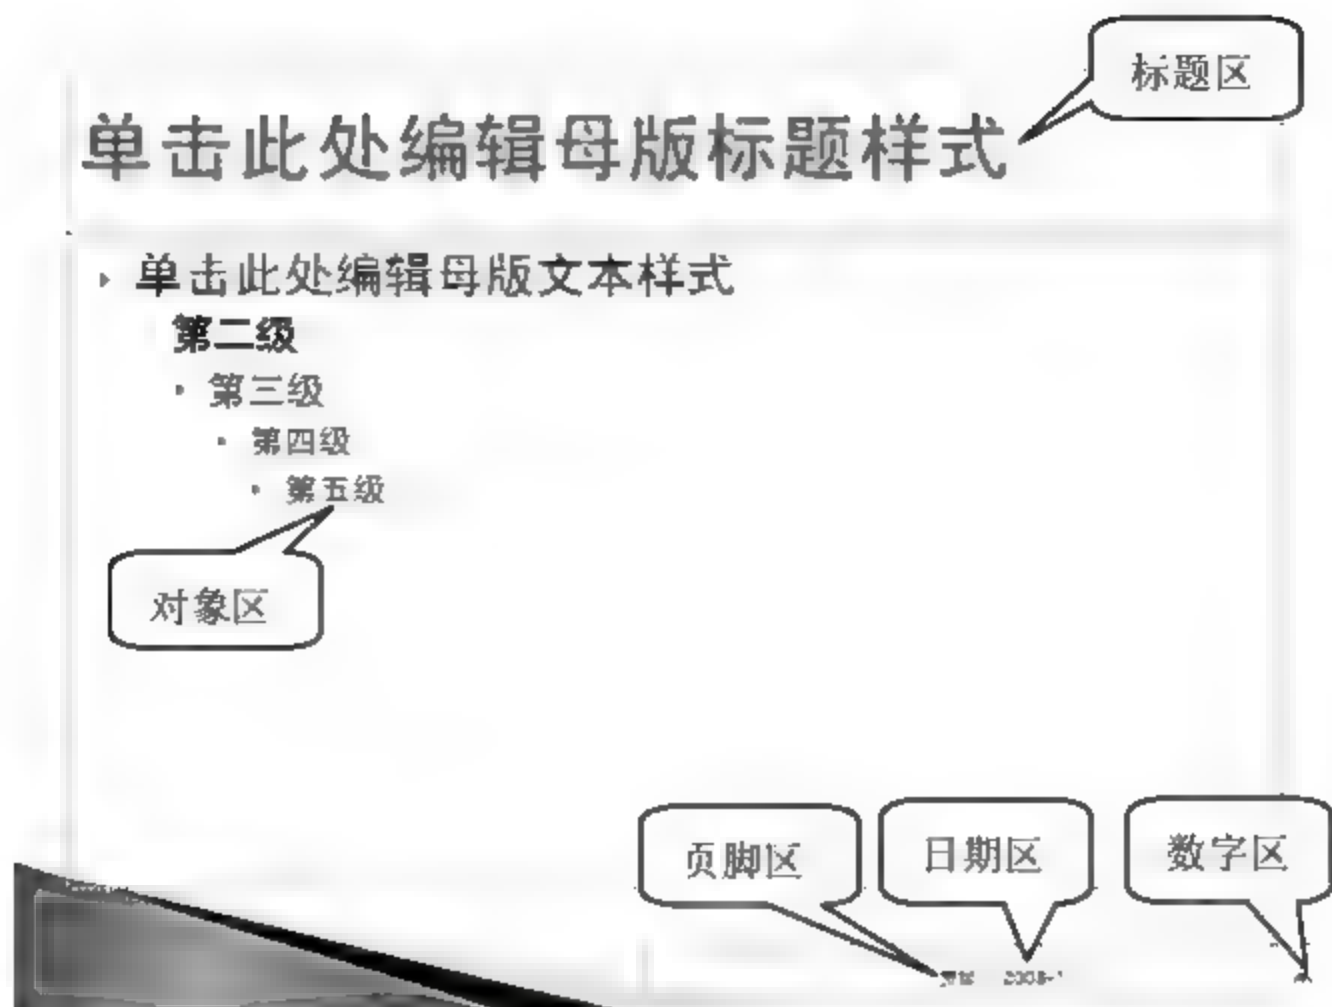 标题区
单击此处编辑母版标题样式
单击此处编辑母版文本样式
第二级
• 第三级
• 第四级
• 第五级
对象区
页脚区
日期区
数字区